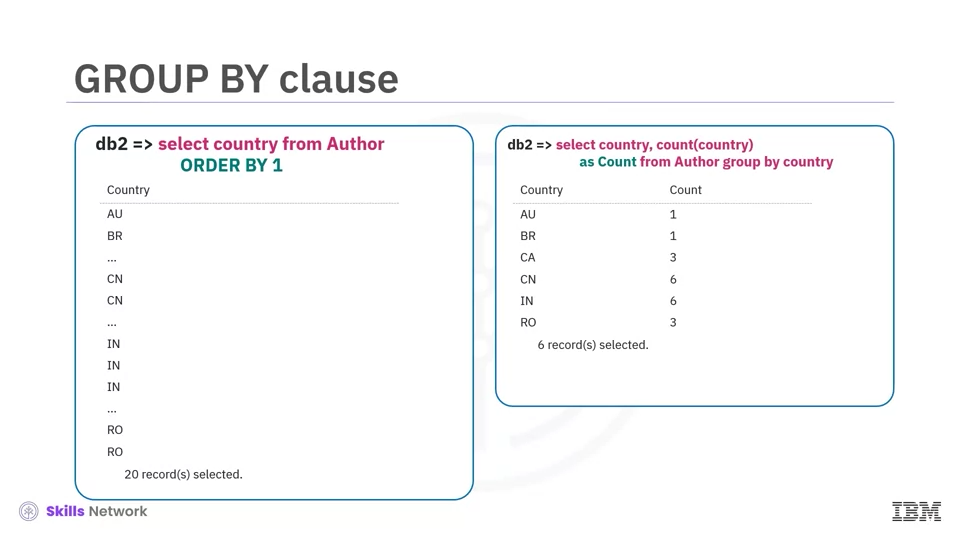 GROUP BY clause
db2 => select country from Author
ORDER BY 1
Country
AU
BR
...
CN
CN
...
IN
IN
IN
...
RO
RO
20 record(s) selected.
db2 => select country, count(country)
as Count from Author group by country
Country Count
AU 1
BR 1
CA 3
CN 6
IN 6
RO 3
6 record(s) selected.
Skills Network
IBM